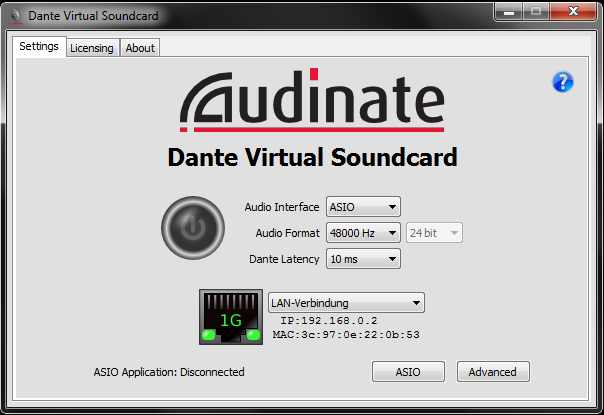 Dante Virtual Soundcard
Settings Licensing About
Audinate
?
Dante Virtual Soundcard
Audio Interface ASIO
Audio Format 48000 Hz 24 bit
Dante Latency 10 ms
LAN-Verbindung
1G
IP:192.168.0.2
MAC:3c:97:0e:22:0b:53
ASIO Application: Disconnected ASIO Advanced